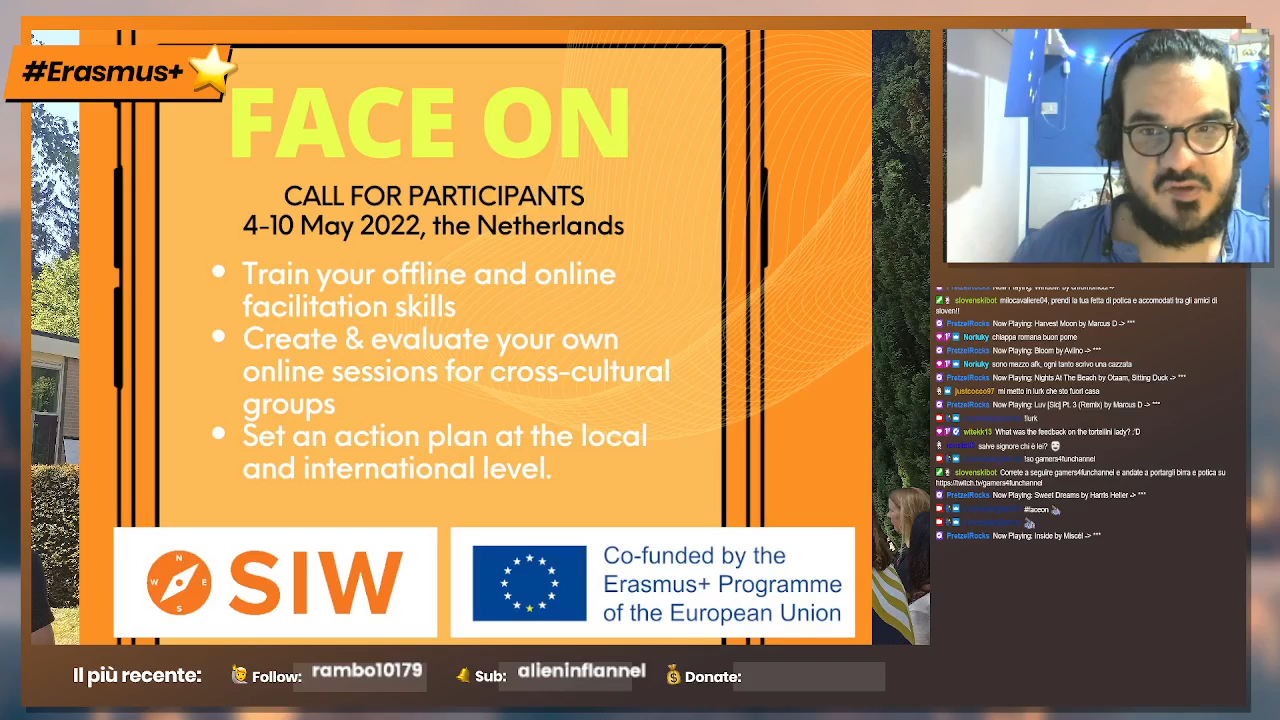 #Erasmus+
FACE ON
CALL FOR PARTICIPANTS
4-10 May 2022, the Netherlands
Train your offline and online
facilitation skills
Create & evaluate your own
online sessions for cross-cultural
groups
Set an action plan at the local
and international level.
N
W E
S
SIW
Co-funded by the
Erasmus+ Programme
of the European Union
slovenskibot milocavaliere04, prendi la tua fetta di potica e accomodati tra gli amici di
sloveni!!
PretzelRocks Now Playing: Harvest Moon by Marcus D -> ***
Noriuky chiappa romana buon pome
PretzelRocks Now Playing: Bloom by Aviino -> ***
Noriuky sono mezzo afk, ogni tanto scrivo una cazzata
PretzelRocks Now Playing: Nights At The Beach by Otaam, Sitting Duck -> ***
justcocco97 mi metto in lurk che sto fuori casa
PretzelRocks Now Playing: Luv [Sic] Pt. 3 (Remix) by Marcus D -> ***
!lurk
witekk13 What was the feedback on the tortellini lady? :'D
salve signore chi è lei?
!so gamers4funchannel
slovenskibot Correte a seguire gamers4funchannel e andate a portargli birra e potica su
https://twitch.tv/gamers4funchannel
PretzelRocks Now Playing: Sweet Dreams by Harris Heller -> ***
#faceon
PretzelRocks Now Playing: Inside by Miscél -> ***
Il più recente: Follow: rambo10179 Sub: alieninflannel Donate: